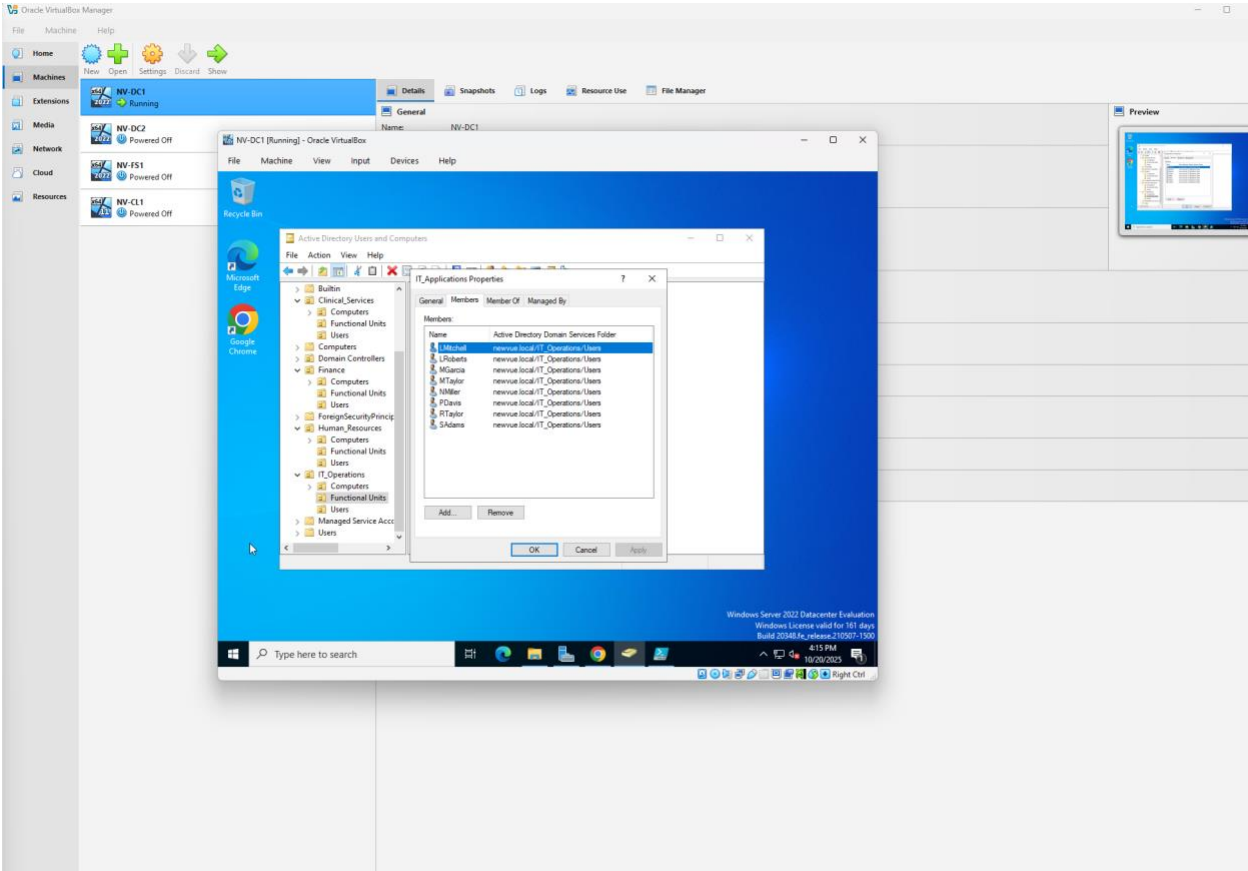 Oracle VirtualBox Manager
File Machine Help
Home
Machines
Extensions
Media
Network
Cloud
Resources
New Open Settings Discard Show
NV-DC1
Running
NV-DC2
Powered Off
NV-FS1
Powered Off
NV-CL1
Powered Off
Details Snapshots Logs Resource Use File Manager
General
Name: NV-DC1
Preview
NV-DC1 [Running] - Oracle VirtualBox
File Machine View Input Devices Help
Recycle Bin
Microsoft Edge
Google Chrome
Active Directory Users and Computers
File Action View Help
Builtin
Clinical_Services
Computers
Functional Units
Users
Computers
Domain Controllers
Finance
Computers
Functional Units
Users
ForeignSecurityPrincip
Human_Resources
Computers
Functional Units
Users
IT_Operations
Computers
Functional Units
Users
Managed Service Acco
Users
IT_Applications Properties
General Members Member Of Managed By
Members:
Name Active Directory Domain Services Folder
LMitchell newvue.local/IT_Operations/Users
LRoberts newvue.local/IT_Operations/Users
MGarcia newvue.local/IT_Operations/Users
MTaylor newvue.local/IT_Operations/Users
NMiller newvue.local/IT_Operations/Users
PDavis newvue.local/IT_Operations/Users
RTaylor newvue.local/IT_Operations/Users
SAdams newvue.local/IT_Operations/Users
Add... Remove
OK Cancel Apply
Windows Server 2022 Datacenter Evaluation
Windows License valid for 161 days
Build 20348.fe_release.210507-1500
Type here to search
4:15 PM
10/20/2025
Right Ctrl